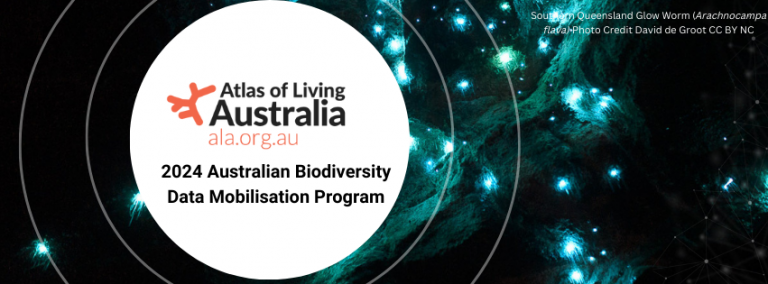 Southern Queensland Glow Worm (Arachnocampa
flava) Photo Credit David de Groot CC BY NC
Atlas of Living
Australia
ala.org.au
2024 Australian Biodiversity
Data Mobilisation Program